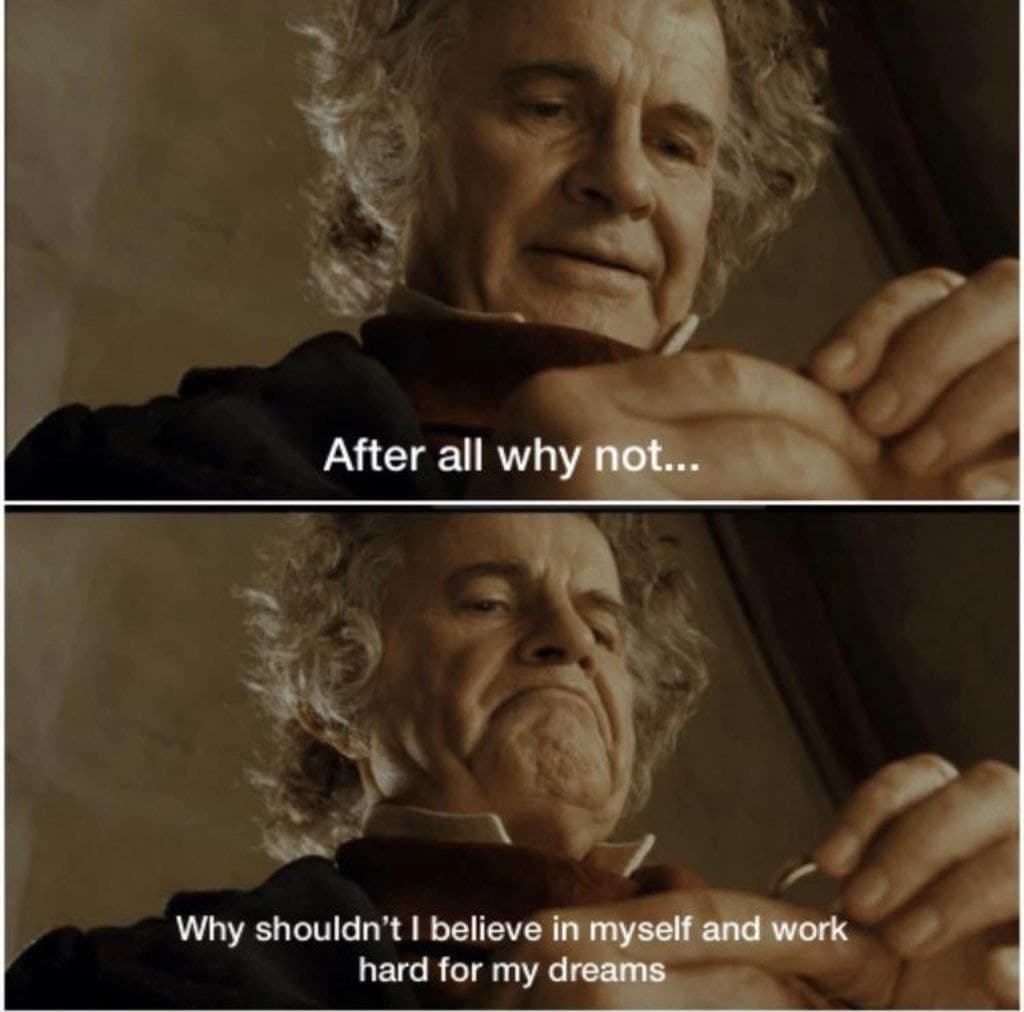 After all why not...
Why shouldn't I believe in myself and work
hard for my dreams